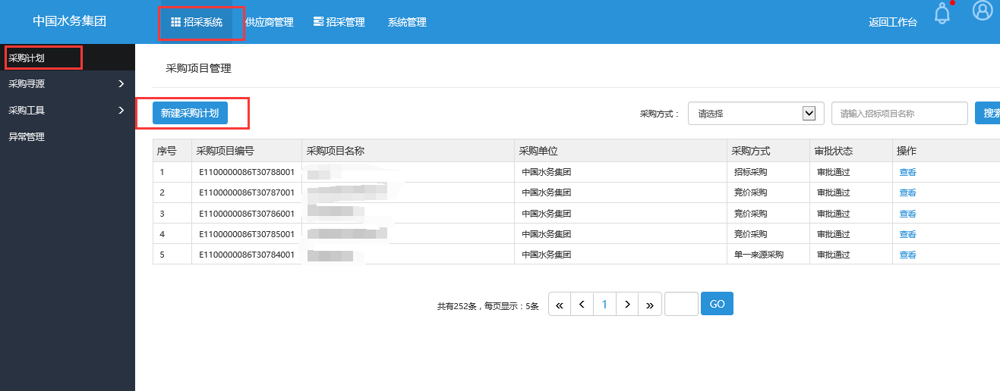 中国水务集团 招采系统 供应商管理 招采管理 系统管理 返回工作台
采购计划
采购寻源
采购工具
异常管理
采购项目管理
新建采购计划 采购方式： 请选择 请输入招标项目名称 搜索
序号 采购项目编号 采购项目名称 采购单位 采购方式 审批状态 操作
1 E1100000086T30788001 中国水务集团 招标采购 审批通过 查看
2 E1100000086T30787001 中国水务集团 竞价采购 审批通过 查看
3 E1100000086T30786001 中国水务集团 竞价采购 审批通过 查看
4 E1100000086T30785001 中国水务集团 竞价采购 审批通过 查看
5 E1100000086T30784001 中国水务集团 单一来源采购 审批通过 查看
共有252条，每页显示：5条 « < 1 > » GO